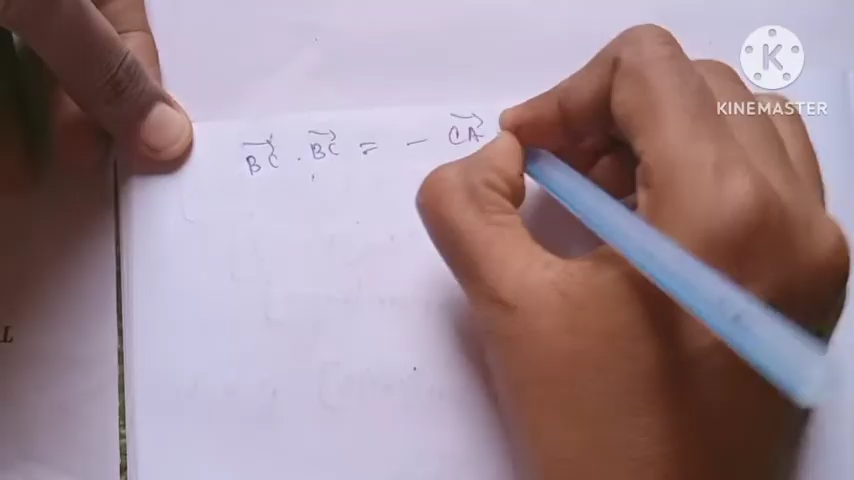 K
KINEMASTER
→BC . →BC = - →CA